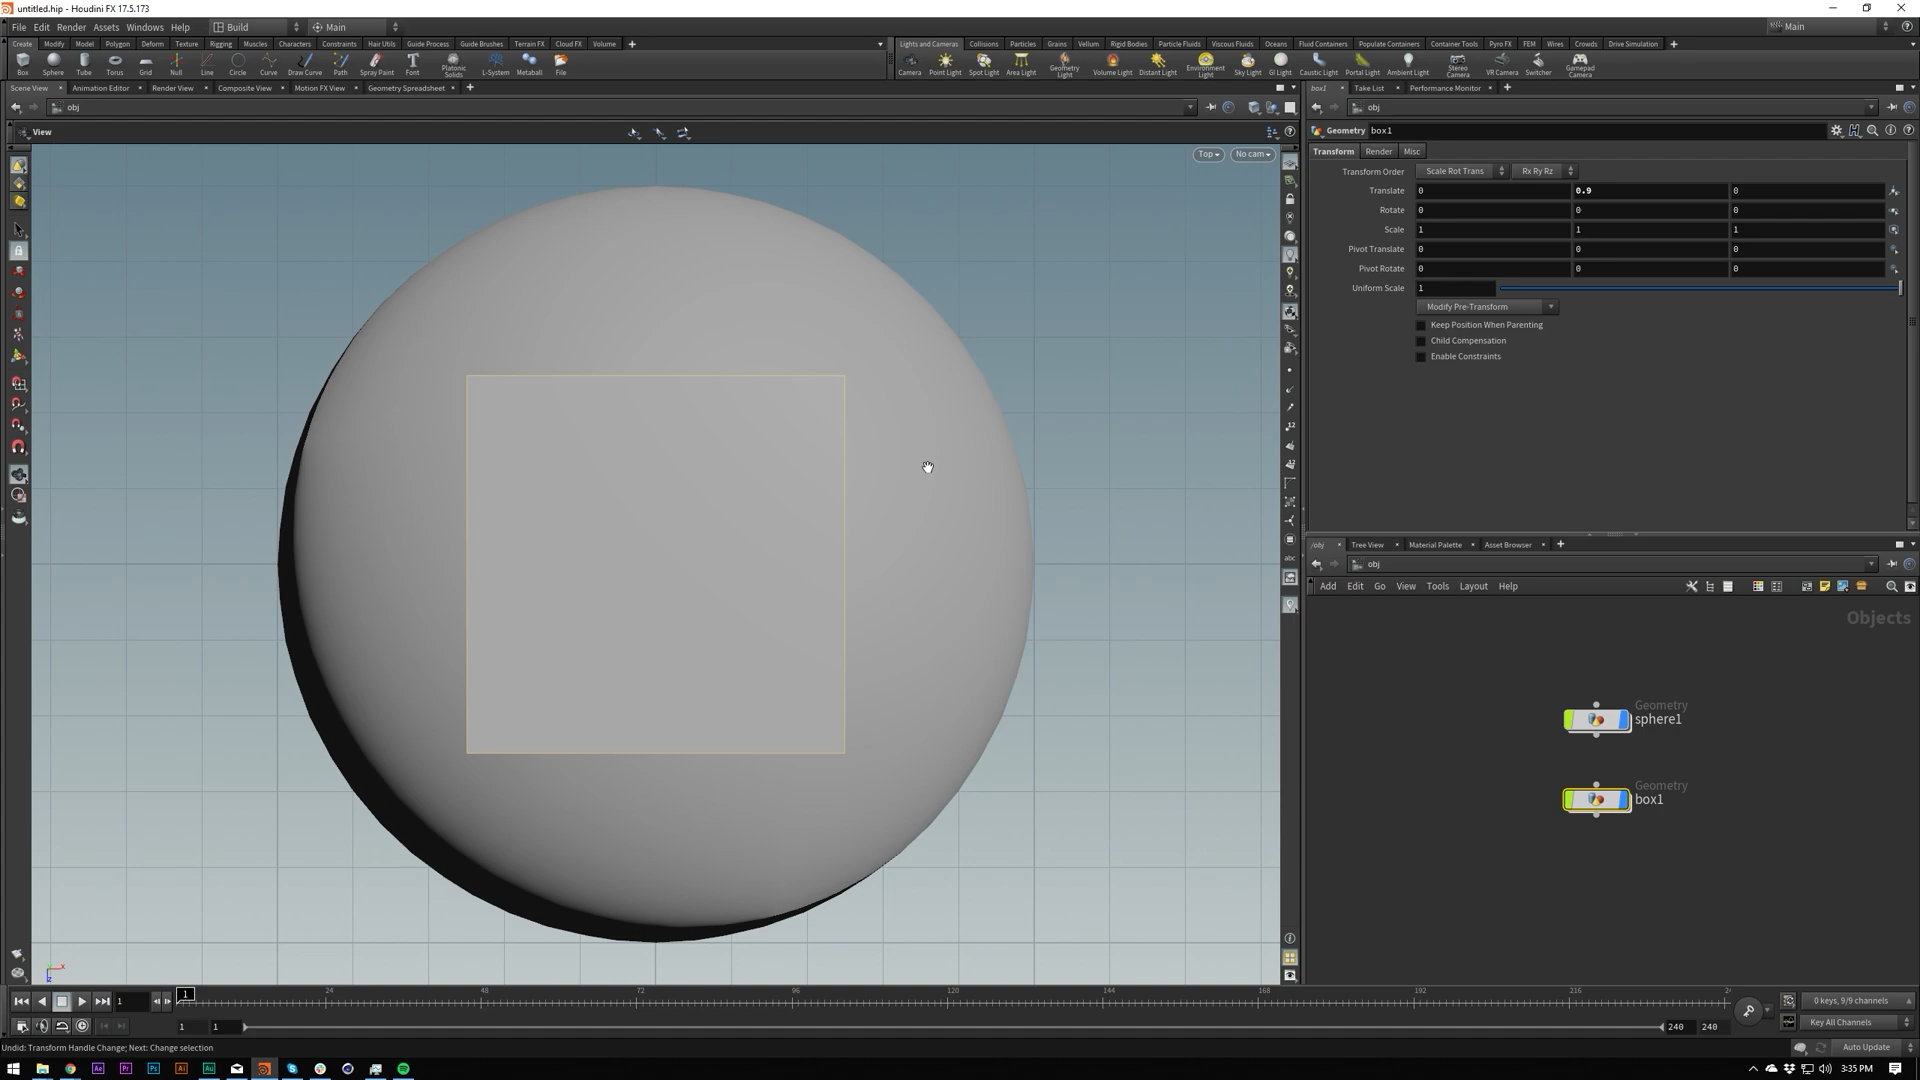 untitled.hip - Houdini FX 17.5.173
File Edit Render Assets Windows Help Build Main Main
Create Modify Model Polygon Deform Texture Rigging Muscles Characters Constraints Hair Utils Guide Process Guide Brushes Terrain FX Cloud FX Volume
Lights and Cameras Collisions Particles Grains Vellum Rigid Bodies Particle Fluids Viscous Fluids Oceans Fluid Containers Populate Containers Container Tools Pyro FX FEM Wires Crowds Drive Simulation
Box Sphere Tube Torus Grid Null Line Circle Curve Draw Curve Path Spray Paint Font Platonic Solids L-System Metaball File
Camera Point Light Spot Light Area Light Geometry Light Volume Light Distant Light Environment Light Sky Light GI Light Caustic Light Portal Light Ambient Light Stereo Camera VR Camera Switcher Gamepad Camera
Scene View Animation Editor Render View Composite View Motion FX View Geometry Spreadsheet
box1 Take List Performance Monitor
obj
obj
View
Top No cam
Geometry box1
Transform Render Misc
Transform Order Scale Rot Trans Rx Ry Rz
Translate 0 0.9 0
Rotate 0 0 0
Scale 1 1 1
Pivot Translate 0 0 0
Pivot Rotate 0 0 0
Uniform Scale 1
Modify Pre-Transform
Keep Position When Parenting
Child Compensation
Enable Constraints
12
abc
/obj Tree View Material Palette Asset Browser
obj
Add Edit Go View Tools Layout Help
Objects
Geometry
sphere1
Geometry
box1
x
z
1 1 24 48 72 96 120 144 168 192 216
0 keys, 9/9 channels
1 1 240 240
Key All Channels
Undid: Transform Handle Change; Next: Change selection
Auto Update
Ae Pr Ps Ai Au
3:35 PM